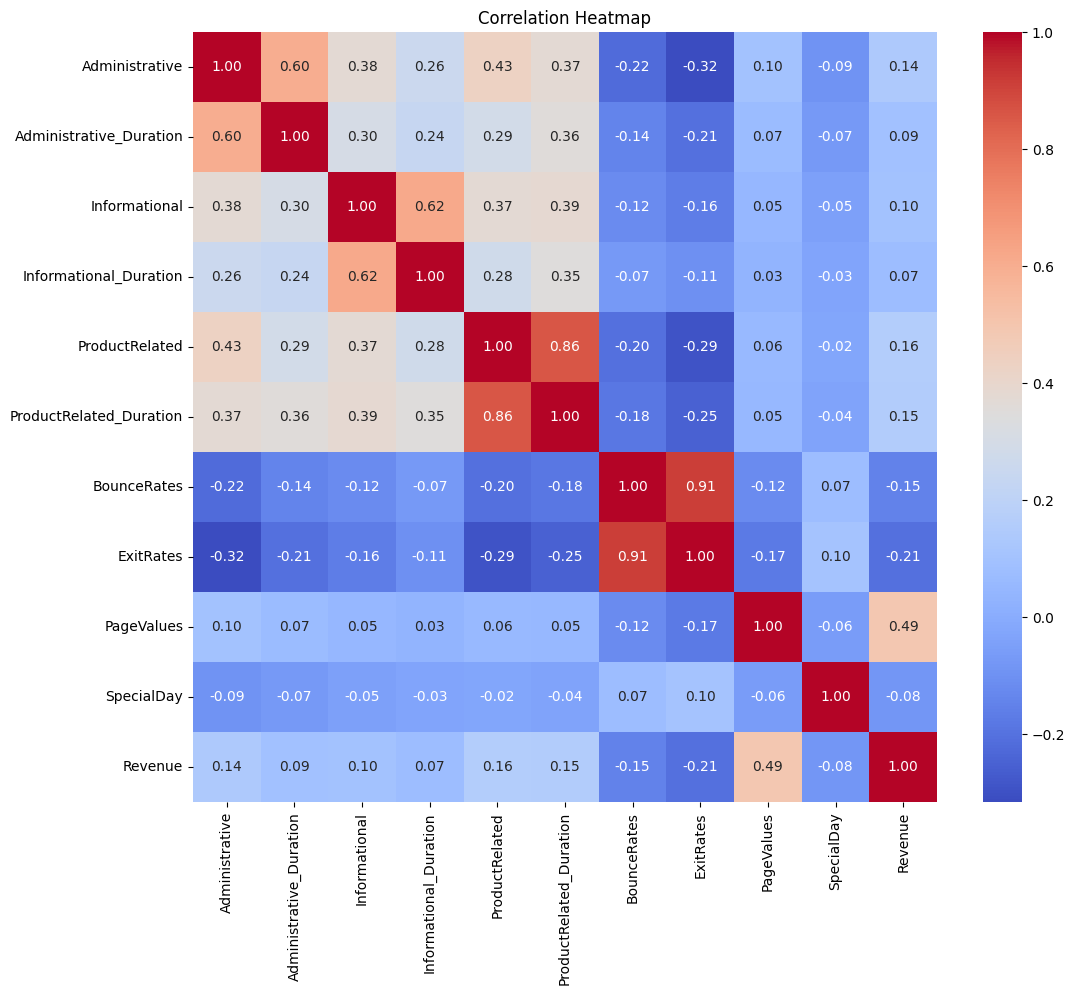 Correlation Heatmap
Administrative 1.00 0.60 0.38 0.26 0.43 0.37 -0.22 -0.32 0.10 -0.09 0.14
Administrative_Duration 0.60 1.00 0.30 0.24 0.29 0.36 -0.14 -0.21 0.07 -0.07 0.09
Informational 0.38 0.30 1.00 0.62 0.37 0.39 -0.12 -0.16 0.05 -0.05 0.10
Informational_Duration 0.26 0.24 0.62 1.00 0.28 0.35 -0.07 -0.11 0.03 -0.03 0.07
ProductRelated 0.43 0.29 0.37 0.28 1.00 0.86 -0.20 -0.29 0.06 -0.02 0.16
ProductRelated_Duration 0.37 0.36 0.39 0.35 0.86 1.00 -0.18 -0.25 0.05 -0.04 0.15
BounceRates -0.22 -0.14 -0.12 -0.07 -0.20 -0.18 1.00 0.91 -0.12 0.07 -0.15
ExitRates -0.32 -0.21 -0.16 -0.11 -0.29 -0.25 0.91 1.00 -0.17 0.10 -0.21
PageValues 0.10 0.07 0.05 0.03 0.06 0.05 -0.12 -0.17 1.00 -0.06 0.49
SpecialDay -0.09 -0.07 -0.05 -0.03 -0.02 -0.04 0.07 0.10 -0.06 1.00 -0.08
Revenue 0.14 0.09 0.10 0.07 0.16 0.15 -0.15 -0.21 0.49 -0.08 1.00
Administrative
Administrative_Duration
Informational
Informational_Duration
ProductRelated
ProductRelated_Duration
BounceRates
ExitRates
PageValues
SpecialDay
Revenue
1.0
0.8
0.6
0.4
0.2
0.0
−0.2